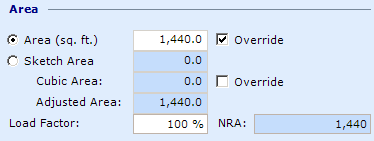 Area
Area (sq. ft.) 1,440.0 Override
Sketch Area 0.0
Cubic Area: 0.0 Override
Adjusted Area: 1,440.0
Load Factor: 100 % NRA: 1,440